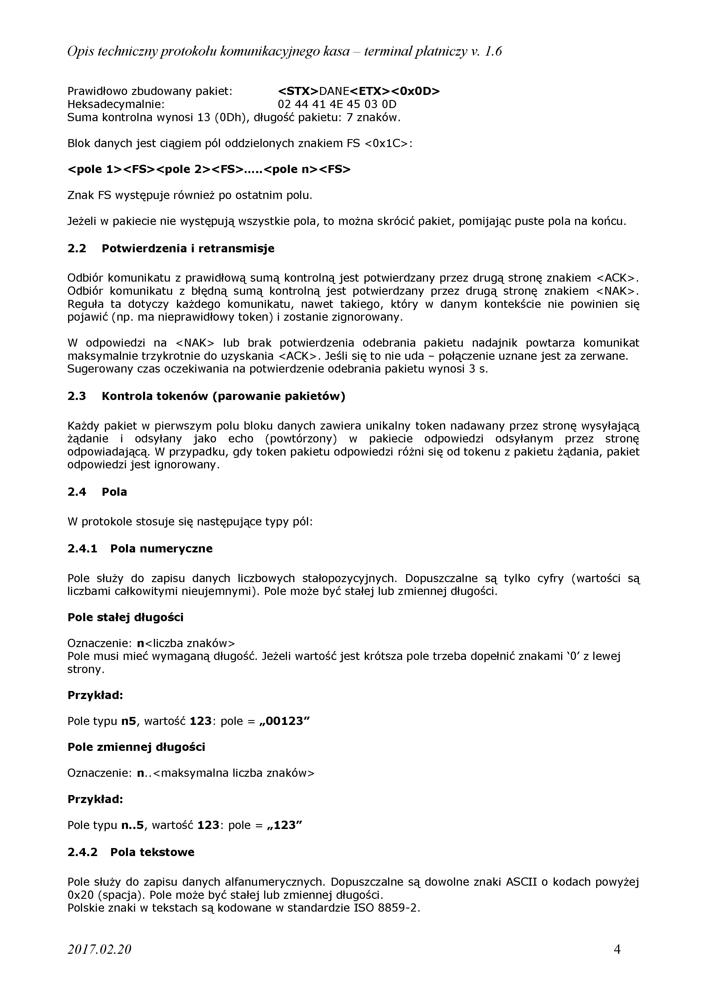 Opis techniczny protokołu komunikacyjnego kasa – terminal płatniczy v. 1.6
Prawidłowo zbudowany pakiet: <STX>DANE<ETX><0x0D>
Heksadecymalnie: 02 44 41 4E 45 03 0D
Suma kontrolna wynosi 13 (0Dh), długość pakietu: 7 znaków.
Blok danych jest ciągiem pól oddzielonych znakiem FS <0x1C>:
<pole 1><FS><pole 2><FS>.....<pole n><FS>
Znak FS występuje również po ostatnim polu.
Jeżeli w pakiecie nie występują wszystkie pola, to można skrócić pakiet, pomijając puste pola na końcu.
2.2 Potwierdzenia i retransmisje
Odbiór komunikatu z prawidłową sumą kontrolną jest potwierdzany przez drugą stronę znakiem <ACK>.
Odbiór komunikatu z błędną sumą kontrolną jest potwierdzany przez drugą stronę znakiem <NAK>.
Reguła ta dotyczy każdego komunikatu, nawet takiego, który w danym kontekście nie powinien się
pojawić (np. ma nieprawidłowy token) i zostanie zignorowany.
W odpowiedzi na <NAK> lub brak potwierdzenia odebrania pakietu nadajnik powtarza komunikat
maksymalnie trzykrotnie do uzyskania <ACK>. Jeśli się to nie uda – połączenie uznane jest za zerwane.
Sugerowany czas oczekiwania na potwierdzenie odebrania pakietu wynosi 3 s.
2.3 Kontrola tokenów (parowanie pakietów)
Każdy pakiet w pierwszym polu bloku danych zawiera unikalny token nadawany przez stronę wysyłającą
żądanie i odsyłany jako echo (powtórzony) w pakiecie odpowiedzi odsyłanym przez stronę
odpowiadającą. W przypadku, gdy token pakietu odpowiedzi różni się od tokenu z pakietu żądania, pakiet
odpowiedzi jest ignorowany.
2.4 Pola
W protokole stosuje się następujące typy pól:
2.4.1 Pola numeryczne
Pole służy do zapisu danych liczbowych stałopozycyjnych. Dopuszczalne są tylko cyfry (wartości są
liczbami całkowitymi nieujemnymi). Pole może być stałej lub zmiennej długości.
Pole stałej długości
Oznaczenie: n<liczba znaków>
Pole musi mieć wymaganą długość. Jeżeli wartość jest krótsza pole trzeba dopełnić znakami ‘0’ z lewej
strony.
Przykład:
Pole typu n5, wartość 123: pole = „00123”
Pole zmiennej długości
Oznaczenie: n..<maksymalna liczba znaków>
Przykład:
Pole typu n..5, wartość 123: pole = „123”
2.4.2 Pola tekstowe
Pole służy do zapisu danych alfanumerycznych. Dopuszczalne są dowolne znaki ASCII o kodach powyżej
0x20 (spacja). Pole może być stałej lub zmiennej długości.
Polskie znaki w tekstach są kodowane w standardzie ISO 8859-2.
2017.02.20 4